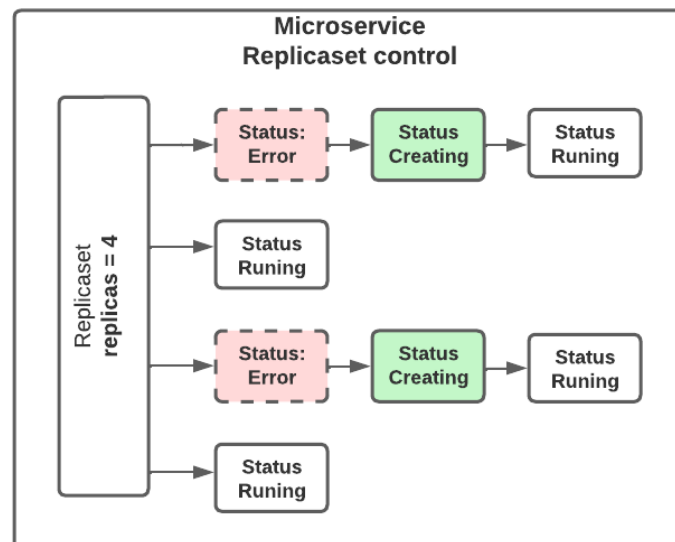 Microservice
Replicaset control
Status:
Error
Status
Creating
Status
Runing
Replicaset
replicas = 4
Status
Runing
Status:
Error
Status
Creating
Status
Runing
Status
Runing